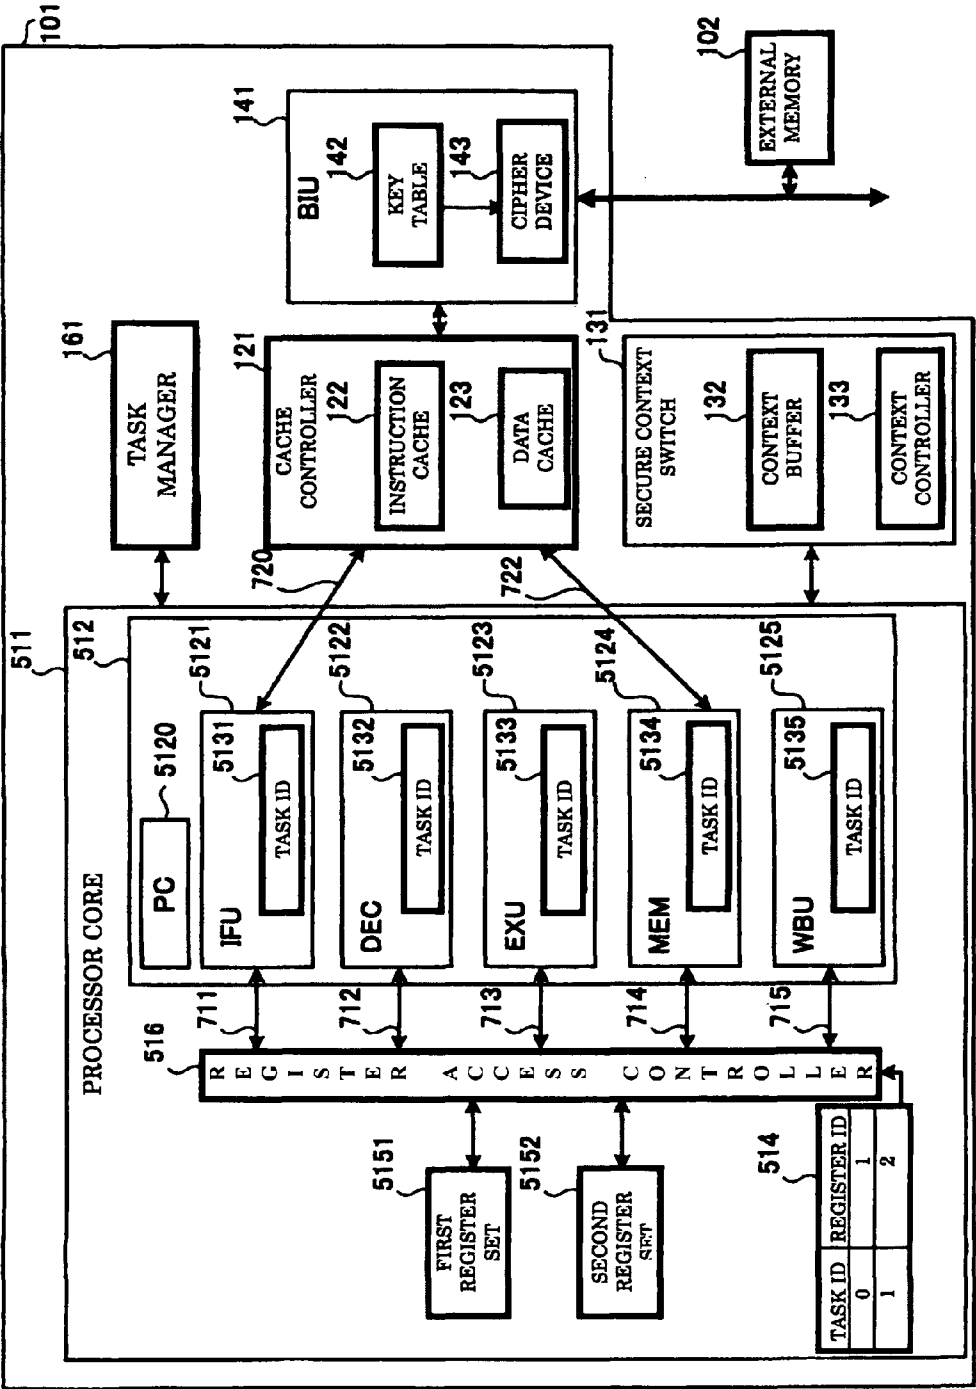 101
511
PROCESSOR CORE
512
PC
5120
IFU
5121
5131
TASK ID
DEC
5122
5132
TASK ID
EXU
5123
5133
TASK ID
MEM
5124
5134
TASK ID
WBU
5125
5135
TASK ID
711
712
713
714
715
516
REGISTER ACCESS CONTROLLER
5151
FIRST
REGISTER
SET
5152
SECOND
REGISTER
SET
514
TASK ID REGISTER ID
0 1
1 2
161
TASK
MANAGER
720
722
121
CACHE
CONTROLLER
122
INSTRUCTION
CACHE
123
DATA
CACHE
131
SECURE CONTEXT
SWITCH
132
CONTEXT
BUFFER
133
CONTEXT
CONTROLLER
141
BIU
142
KEY
TABLE
143
CIPHER
DEVICE
102
EXTERNAL
MEMORY